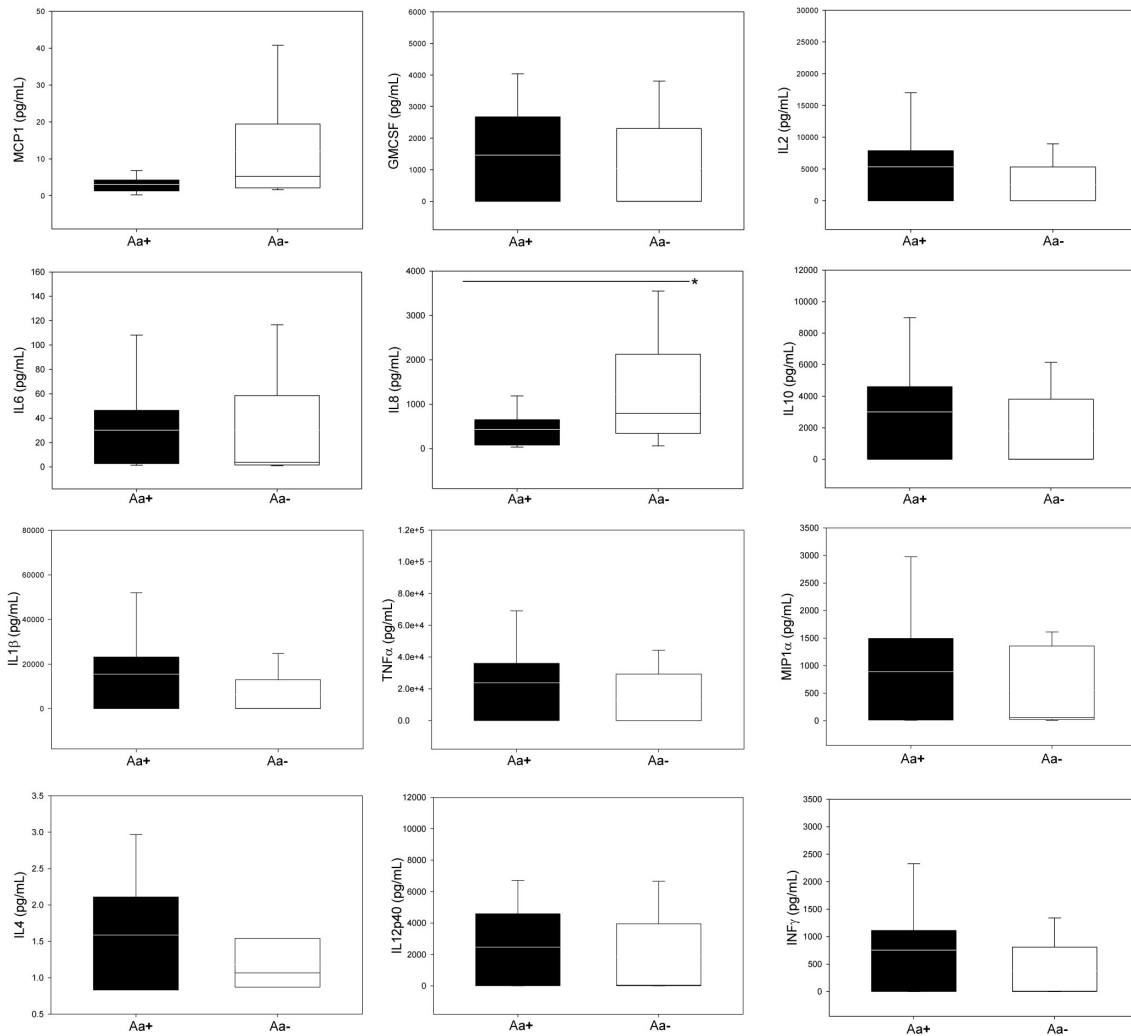 50
40
30
20
10
0
MCP1 (pg/mL)
Aa+ Aa-
6000
5000
4000
3000
2000
1000
0
GMCSF (pg/mL)
Aa+ Aa-
30000
25000
20000
15000
10000
5000
0
IL2 (pg/mL)
Aa+ Aa-
160
140
120
100
80
60
40
20
0
IL6 (pg/mL)
Aa+ Aa-
4000
3000
2000
1000
0
IL8 (pg/mL)
*
Aa+ Aa-
12000
10000
8000
6000
4000
2000
0
IL10 (pg/mL)
Aa+ Aa-
80000
60000
40000
20000
0
IL1β (pg/mL)
Aa+ Aa-
1.2e+5
1.0e+5
8.0e+4
6.0e+4
4.0e+4
2.0e+4
0.0
TNFα (pg/mL)
Aa+ Aa-
3500
3000
2500
2000
1500
1000
500
0
MIP1α (pg/mL)
Aa+ Aa-
3.5
3.0
2.5
2.0
1.5
1.0
0.5
IL4 (pg/mL)
Aa+ Aa-
12000
10000
8000
6000
4000
2000
0
IL12p40 (pg/mL)
Aa+ Aa-
3500
3000
2500
2000
1500
1000
500
0
INFγ (pg/mL)
Aa+ Aa-